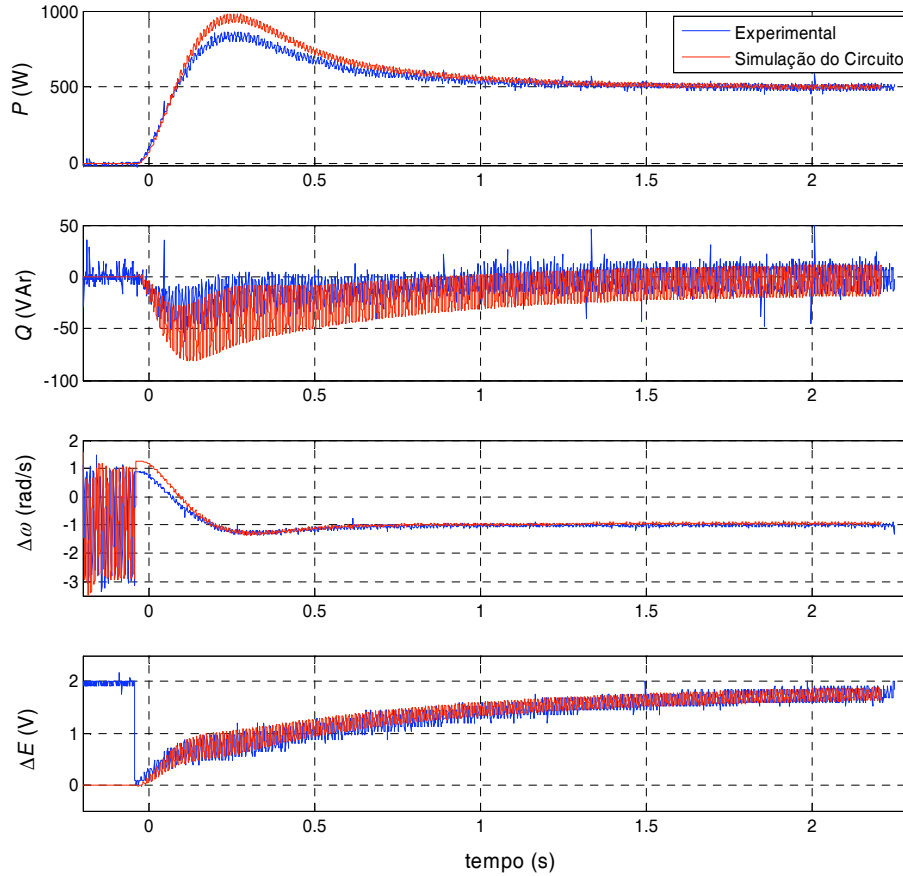 1000
500
0
P (W)
Experimental
Simulação do Circuito
0 0.5 1 1.5 2
50
0
-50
-100
Q (VAr)
0 0.5 1 1.5 2
2
1
0
-1
-2
-3
Δω (rad/s)
0 0.5 1 1.5 2
2
1
0
ΔE (V)
0 0.5 1 1.5 2
tempo (s)